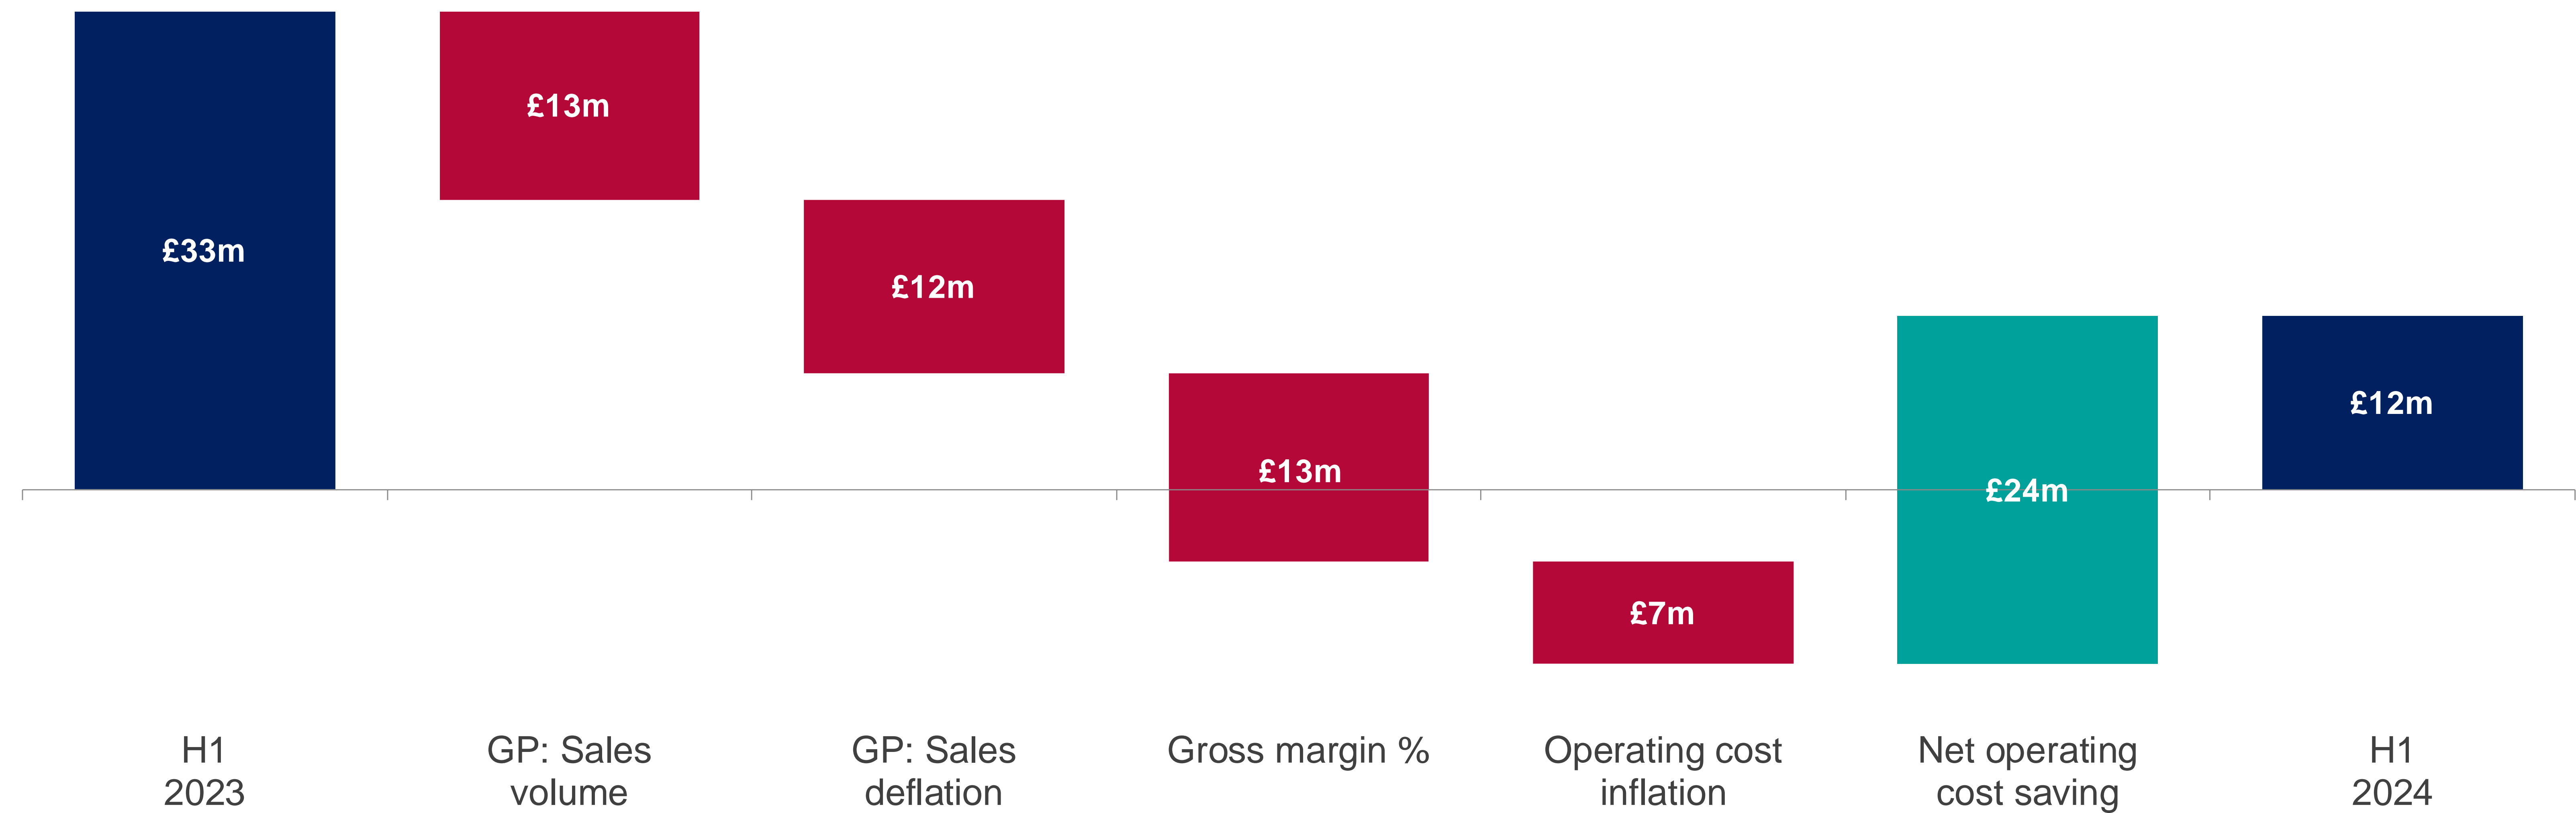 £33m
£13m
£12m
£13m
£7m
£24m
£12m
H1
2023
GP: Sales
volume
GP: Sales
deflation
Gross margin %
Operating cost
inflation
Net operating
cost saving
H1
2024